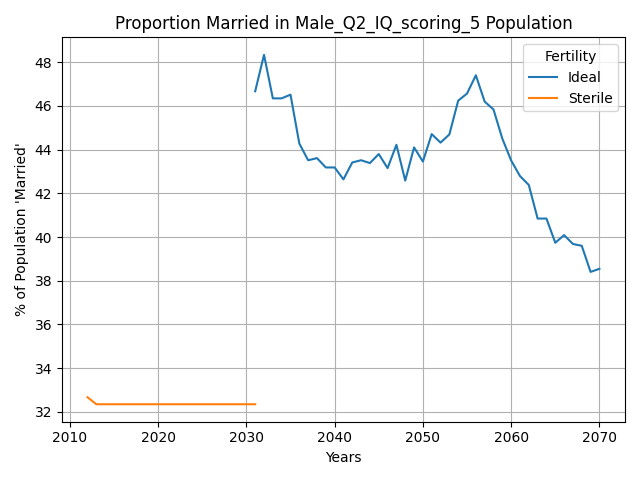 Proportion Married in Male_Q2_IQ_scoring_5 Population
Fertility
Ideal
Sterile
% of Population 'Married'
48
46
44
42
40
38
36
34
32
2010
2020
2030
2040
2050
2060
2070
Years